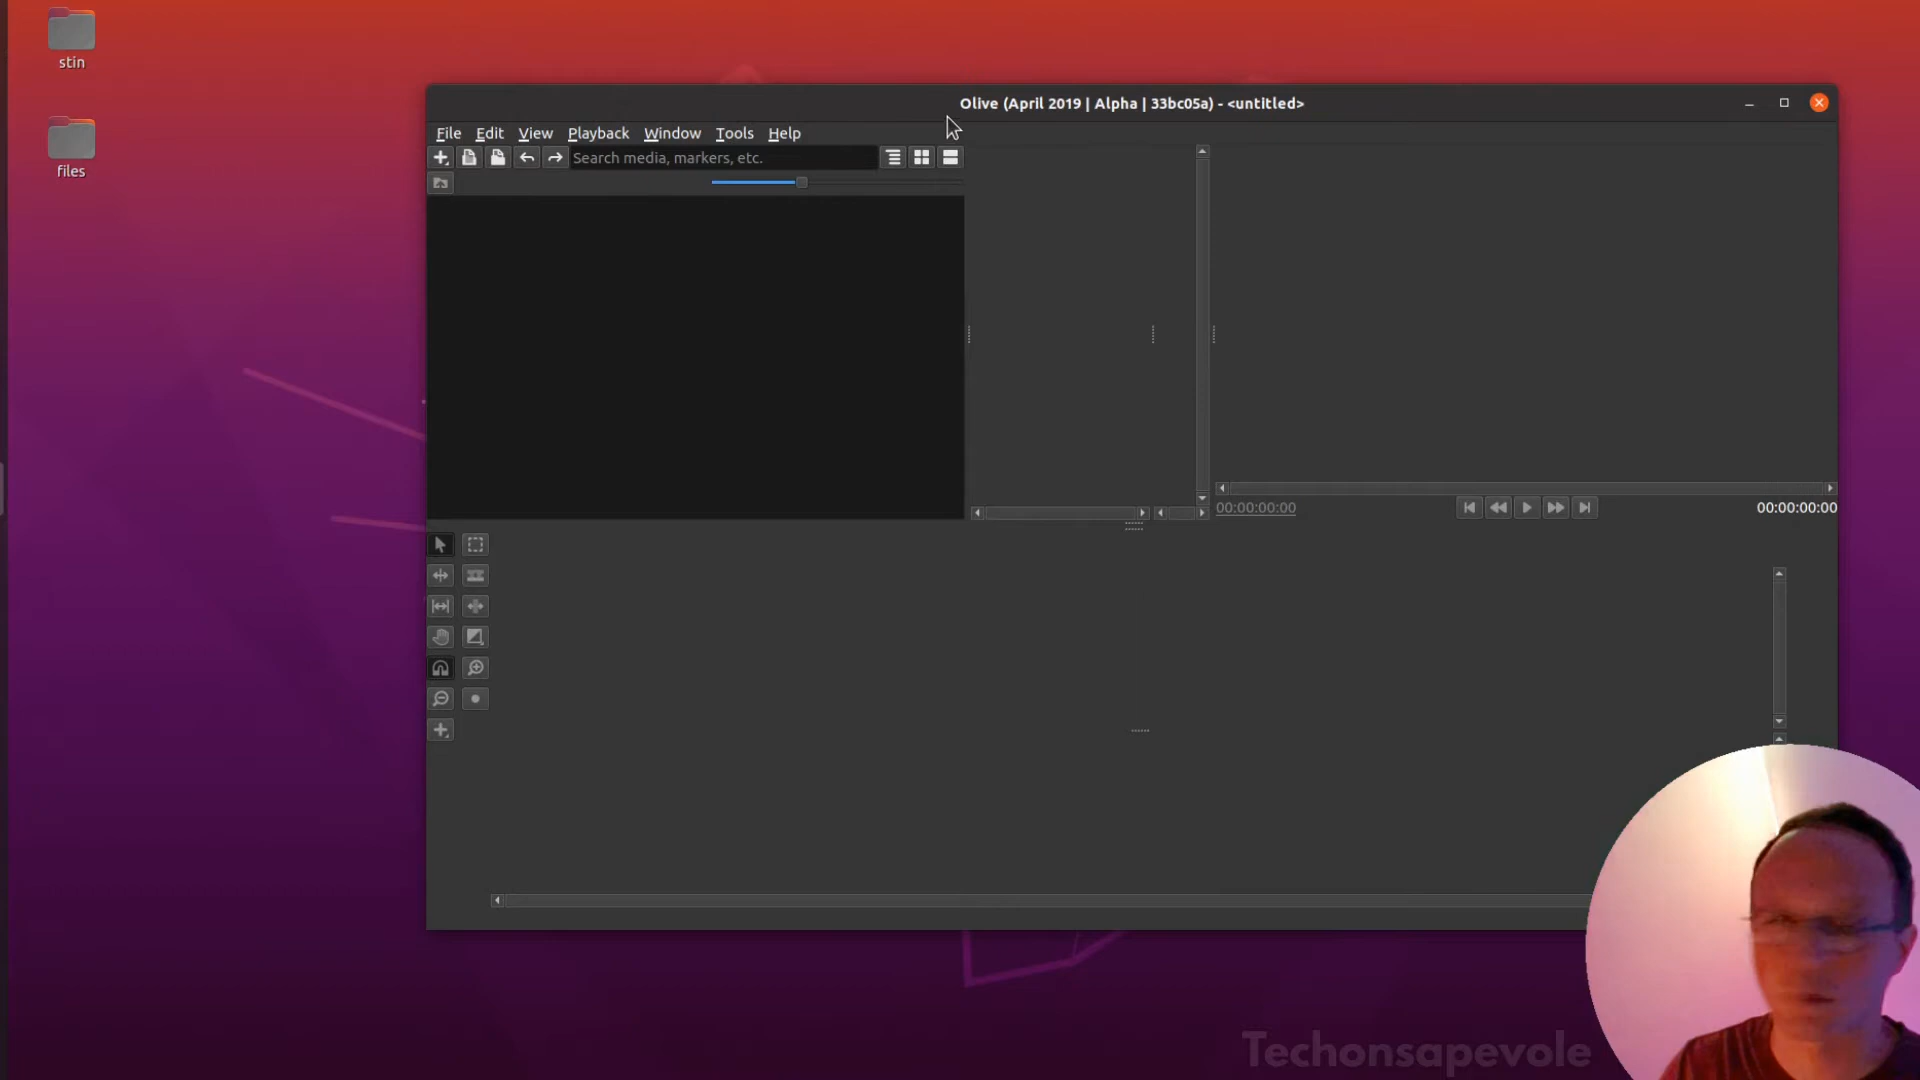 stin
files
Olive (April 2019 | Alpha | 33bc05a) - <untitled>
File Edit View Playback Window Tools Help
Search media, markers, etc.
00:00:00:00
00:00:00:00
Techonsapevole